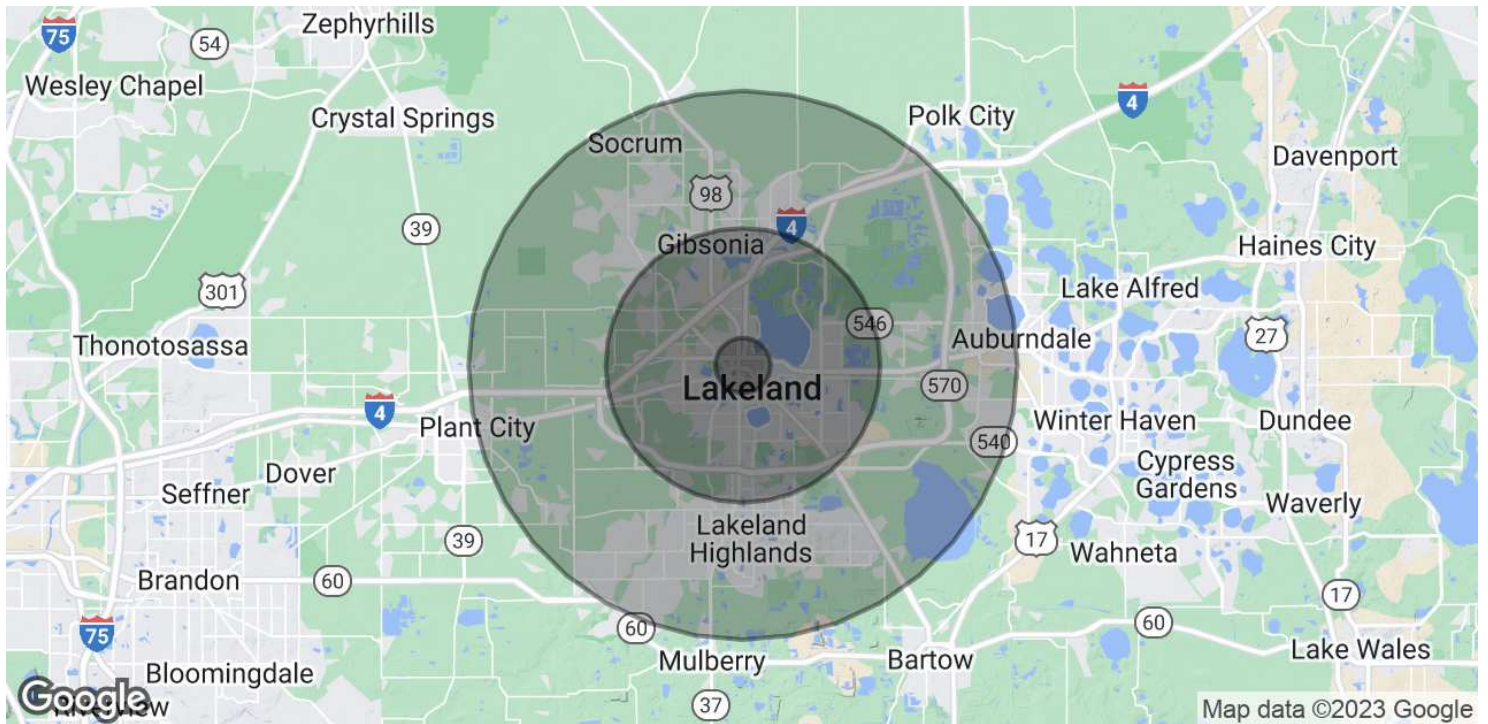 75
54
Zephyrhills
Wesley Chapel
Crystal Springs
Socrum
Polk City
4
Davenport
98
39
4
Gibsonia
Haines City
301
Lake Alfred
546
27
Thonotosassa
Auburndale
Lakeland
570
4
Plant City
Winter Haven
Dundee
540
Dover
Cypress
Gardens
Seffner
Waverly
Lakeland
Highlands
39
17
Wahneta
Brandon
60
17
60
60
75
Mulberry
Bartow
Lake Wales
Bloomingdale
Google
37
Map data ©2023 Google